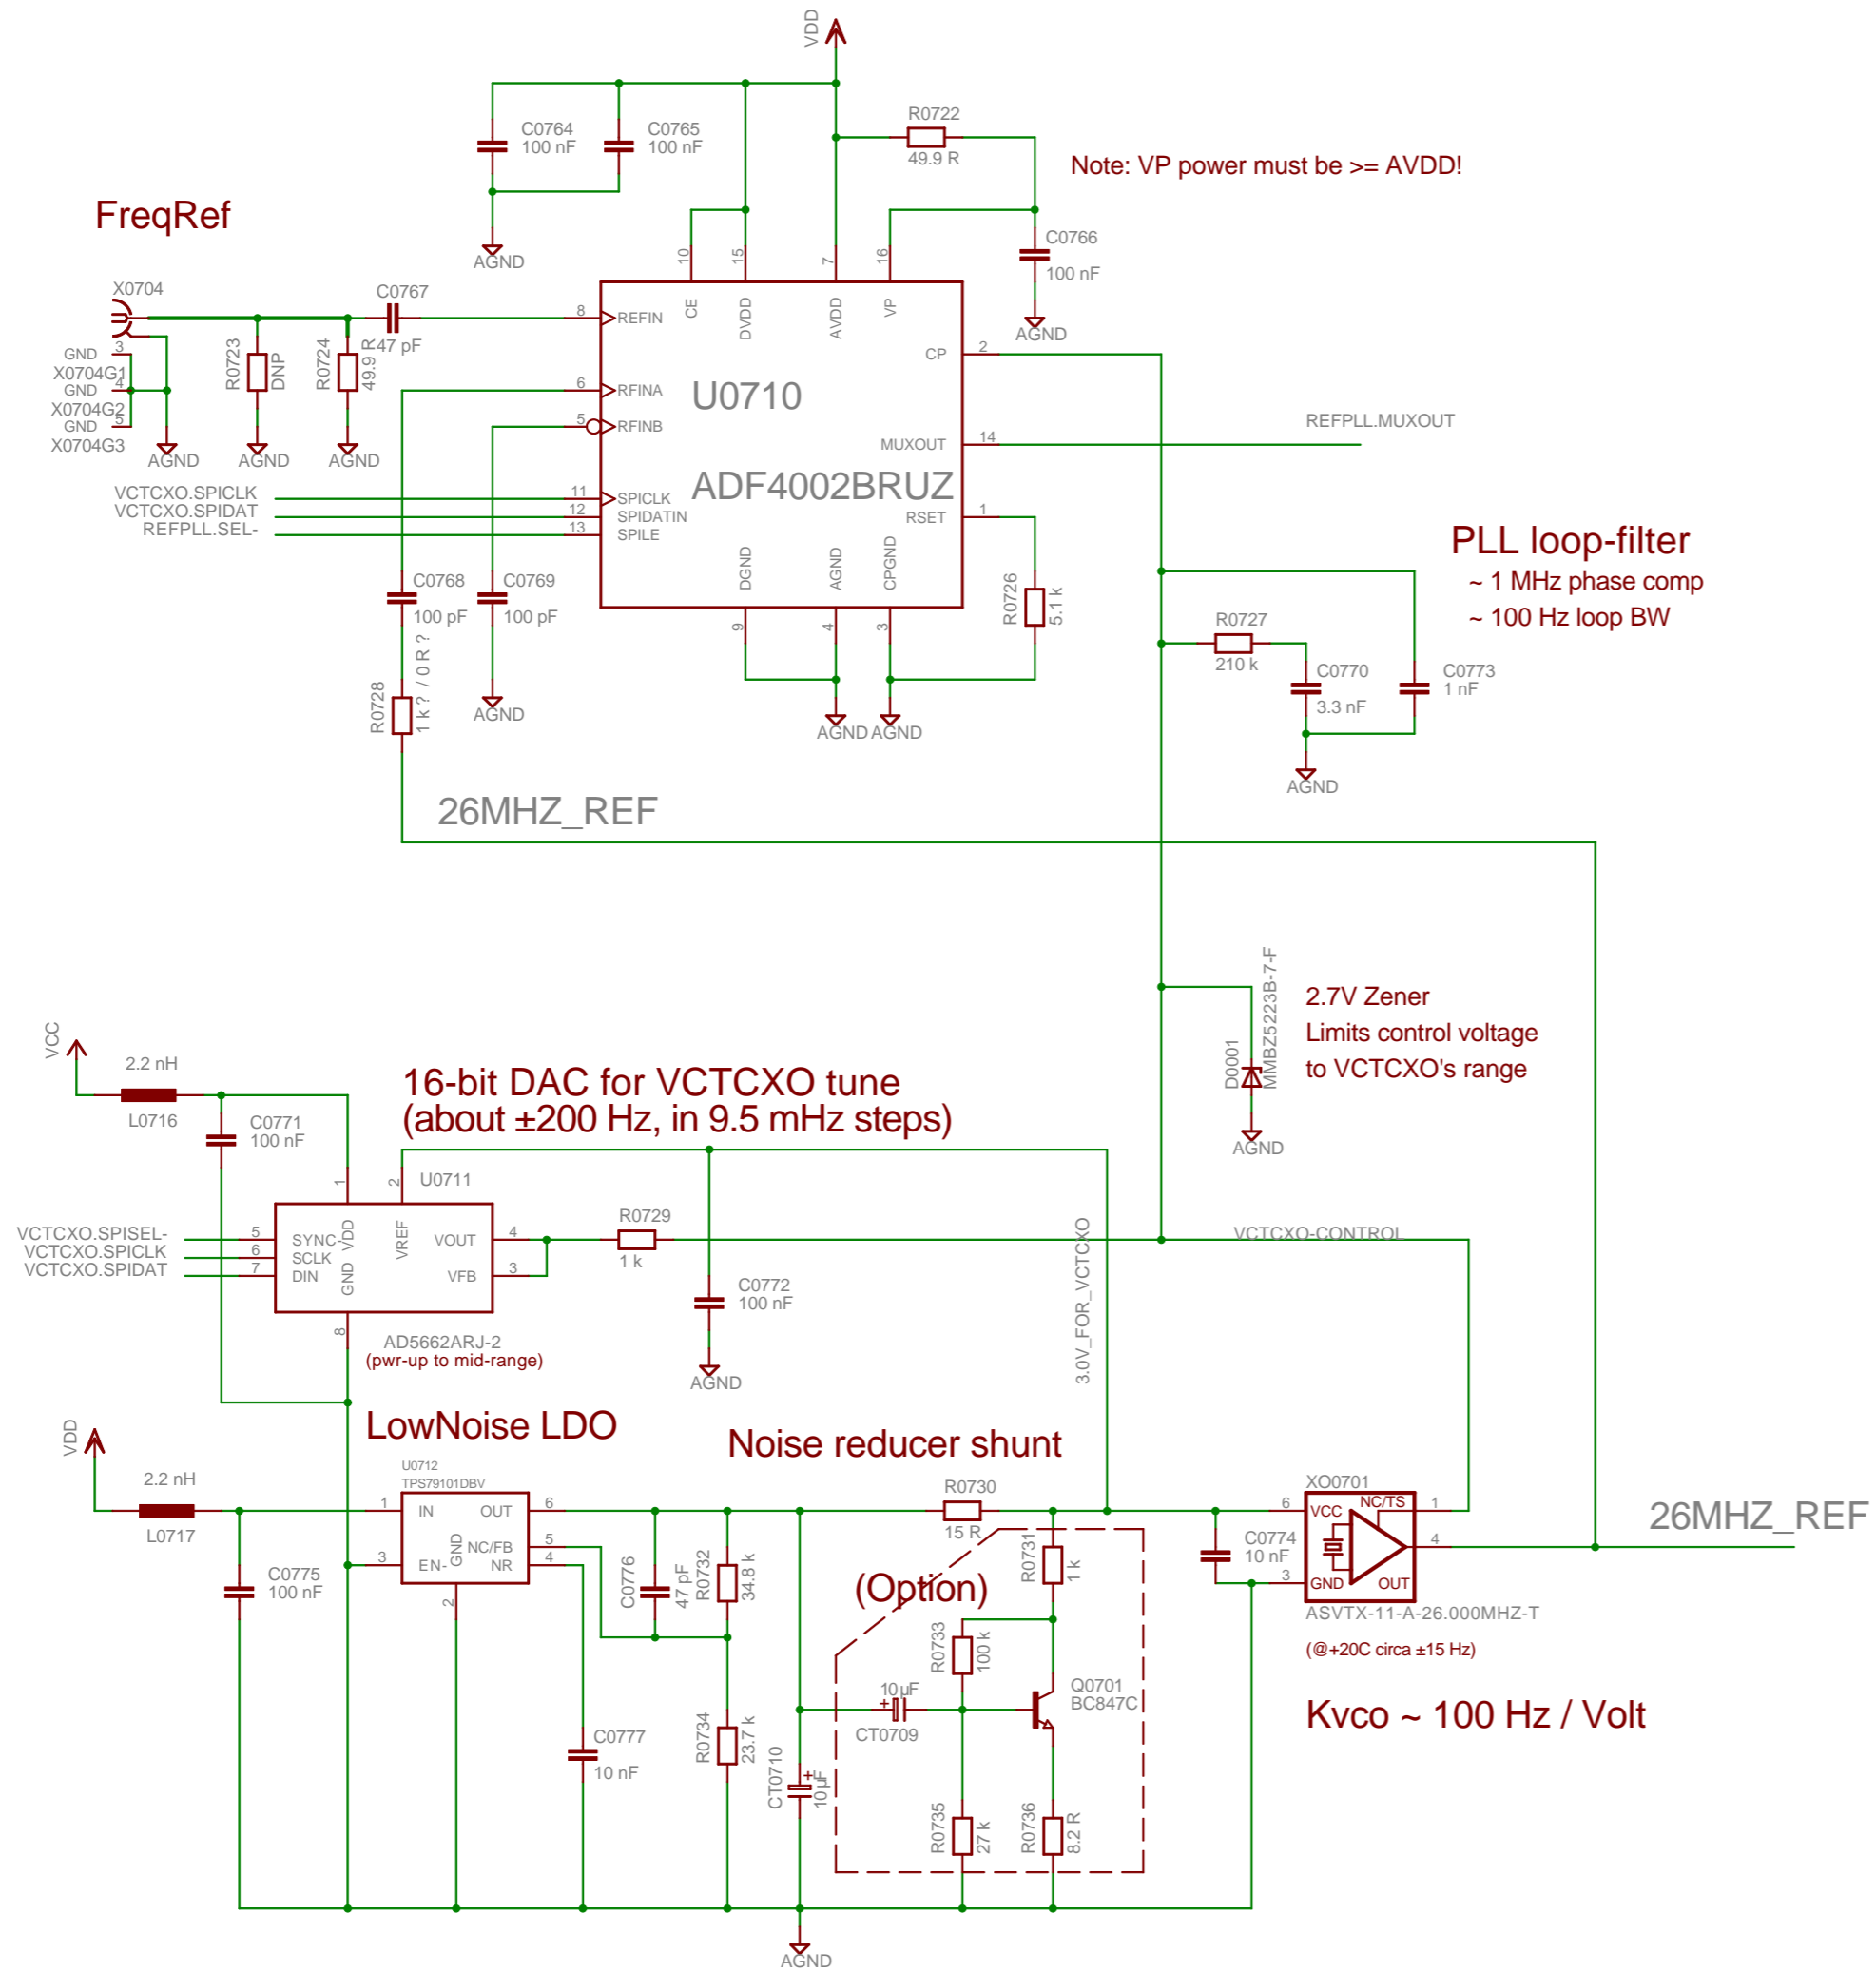 VDD
C0764
100 nF
C0765
100 nF
R0722
49.9 R
Note: VP power must be >= AVDD!
FreqRef
AGND
C0766
100 nF
AGND
10
15
7
16
X0704
C0767
47 pF
R0723
DNP
R0724
49.9 R
3
GND
X0704G1
4
GND
X0704G2
5
GND
X0704G3
AGND
AGND
AGND
8
REFIN
CE
DVDD
AVDD
VP
CP
2
6
RFINA
5
RFINB
U0710
MUXOUT
14
REFPLL.MUXOUT
ADF4002BRUZ
VCTCXO.SPICLK
11
SPICLK
VCTCXO.SPIDAT
12
SPIDATIN
REFPLL.SEL-
13
SPILE
RSET
1
DGND
AGND
CPGND
9
4
3
R0726
5.1 k
C0768
100 pF
C0769
100 pF
R0728
1 k ? / 0 R ?
AGND
AGND
AGND
PLL loop-filter
~ 1 MHz phase comp
~ 100 Hz loop BW
R0727
210 k
C0770
3.3 nF
C0773
1 nF
AGND
26MHZ_REF
D0001
MMBZ5223B-7-F
2.7V Zener
Limits control voltage
to VCTCXO's range
AGND
VCC
2.2 nH
L0716
C0771
100 nF
16-bit DAC for VCTCXO tune
(about ±200 Hz, in 9.5 mHz steps)
1
2
U0711
VCTCXO.SPISEL-
5
SYNC-
VCTCXO.SPICLK
6
SCLK
VCTCXO.SPIDAT
7
DIN
VDD
GND
VREF
VOUT
4
VFB
3
8
R0729
1 k
AD5662ARJ-2
(pwr-up to mid-range)
C0772
100 nF
AGND
3.0V_FOR_VCTCXO
VCTCXO-CONTROL
VDD
2.2 nH
L0717
LowNoise LDO
Noise reducer shunt
U0712
TPS79101DBV
1
IN
OUT
6
GND
NC/FB
5
3
EN-
NR
4
2
C0775
100 nF
C0776
47 pF
R0732
34.8 k
R0730
15 R
(Option)
R0731
1 k
R0733
100 k
10 µF
+
CT0709
Q0701
BC847C
C0777
10 nF
R0734
23.7 k
CT0710
+
10 µF
R0735
27 k
R0736
8.2 R
AGND
C0774
10 nF
XO0701
6
VCC
NC/TS
1
4
3
GND
OUT
ASVTX-11-A-26.000MHZ-T
(@+20C circa ±15 Hz)
26MHZ_REF
Kvco ~ 100 Hz / Volt